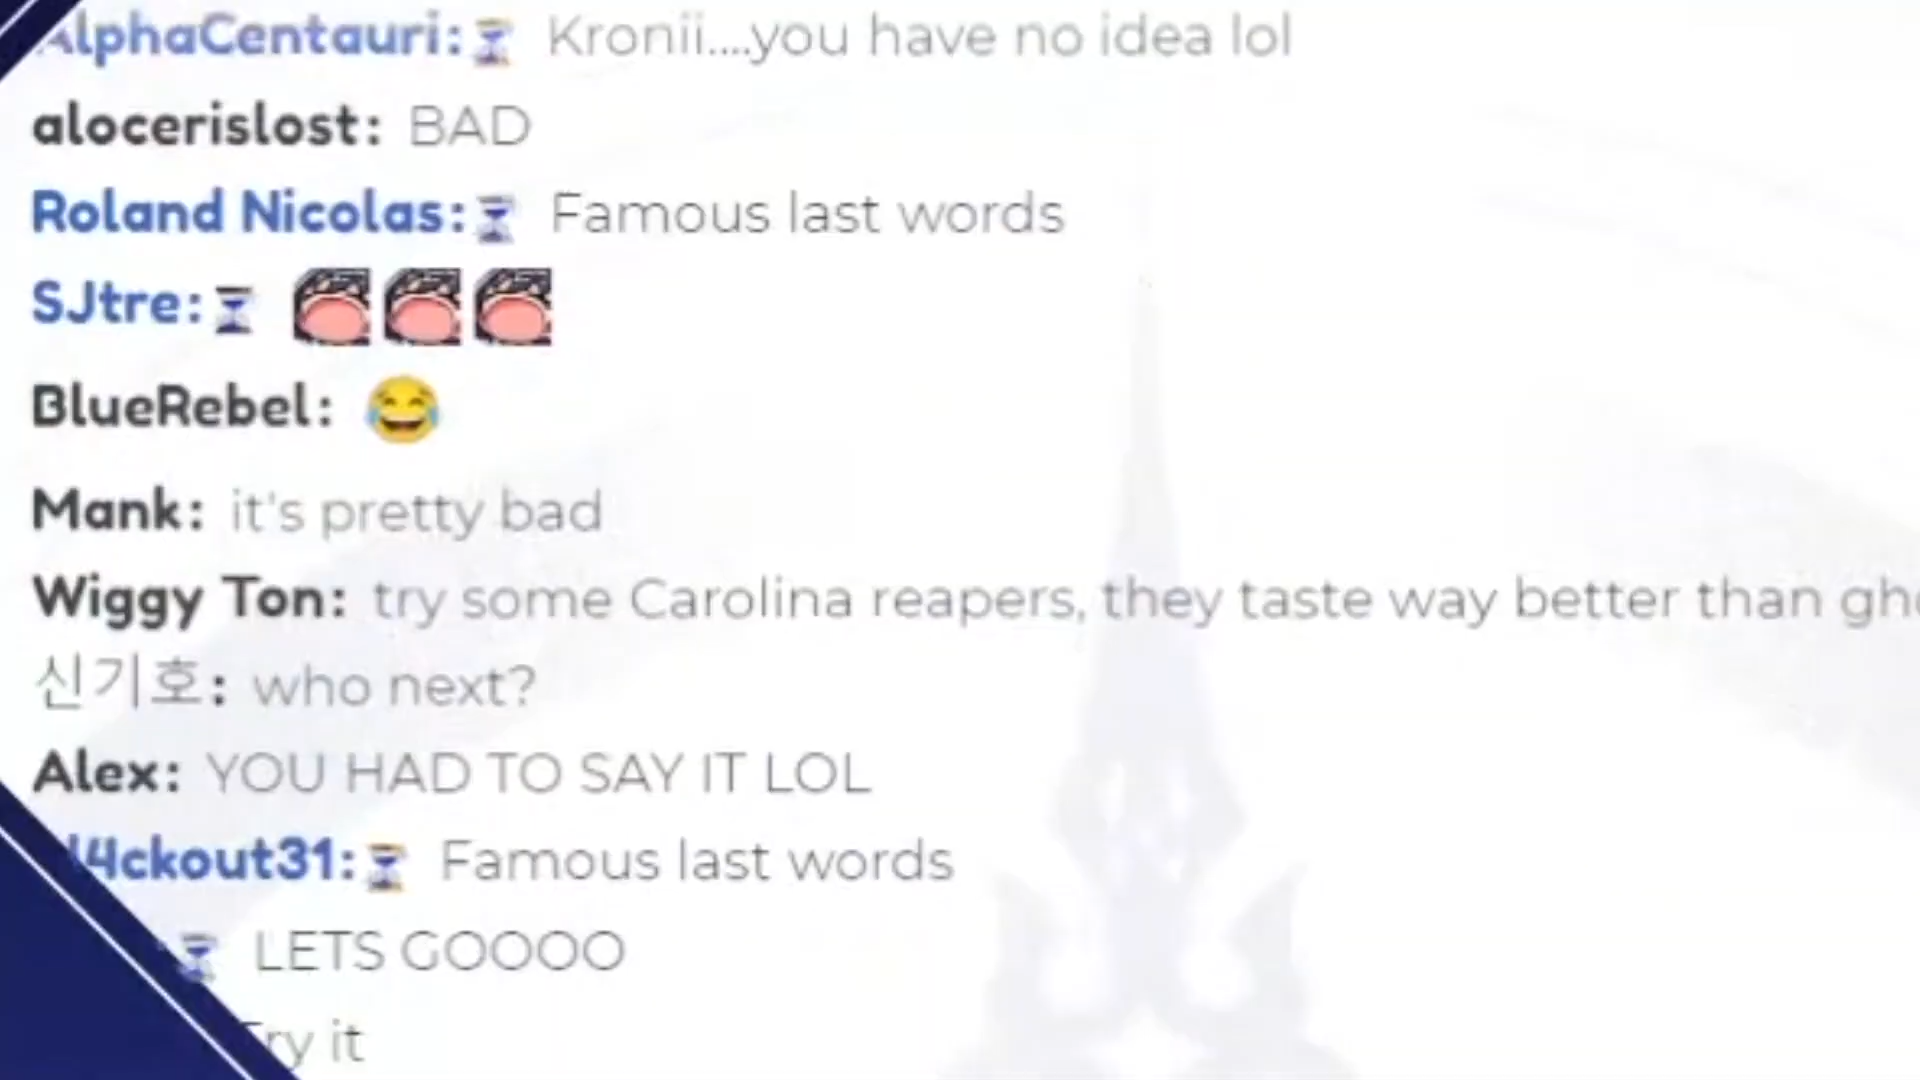 AlphaCentauri: Kronii....you have no idea lol
alocerislost: BAD
Roland Nicolas: Famous last words
SJtre:
BlueRebel: 😂
Mank: it's pretty bad
Wiggy Ton: try some Carolina reapers, they taste way better than
신기호: who next?
Alex: YOU HAD TO SAY IT LOL
l4ckout31: Famous last words
LETS GOOOO
Try it